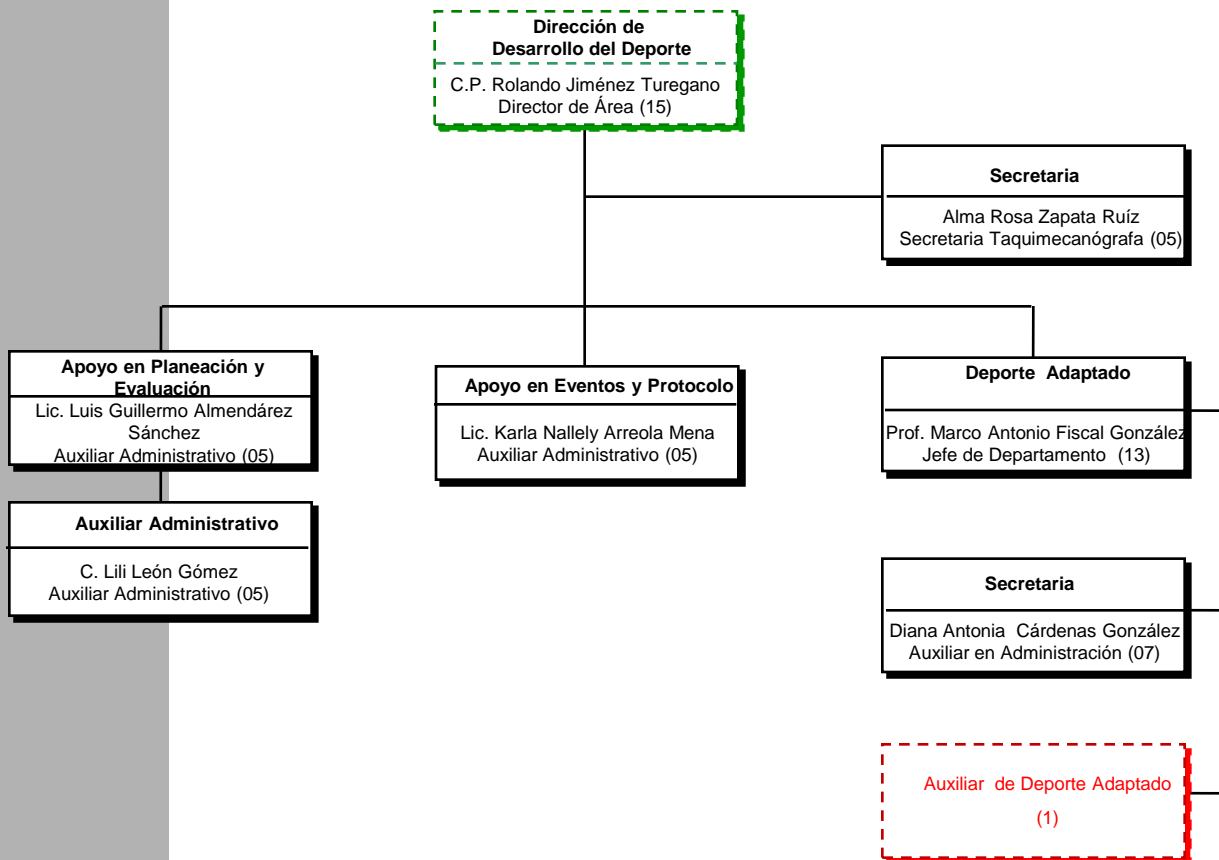 Dirección de
Desarrollo del Deporte
C.P. Rolando Jiménez Turegano
Director de Área (15)
Secretaria
Alma Rosa Zapata Ruíz
Secretaria Taquimecanógrafa (05)
Apoyo en Planeación y
Evaluación
Lic. Luis Guillermo Almendárez
Sánchez
Auxiliar Administrativo (05)
Apoyo en Eventos y Protocolo
Lic. Karla Nallely Arreola Mena
Auxiliar Administrativo (05)
Deporte Adaptado
Prof. Marco Antonio Fiscal González
Jefe de Departamento (13)
Auxiliar Administrativo
C. Lili León Gómez
Auxiliar Administrativo (05)
Secretaria
Diana Antonia Cárdenas González
Auxiliar en Administración (07)
Auxiliar de Deporte Adaptado
(1)